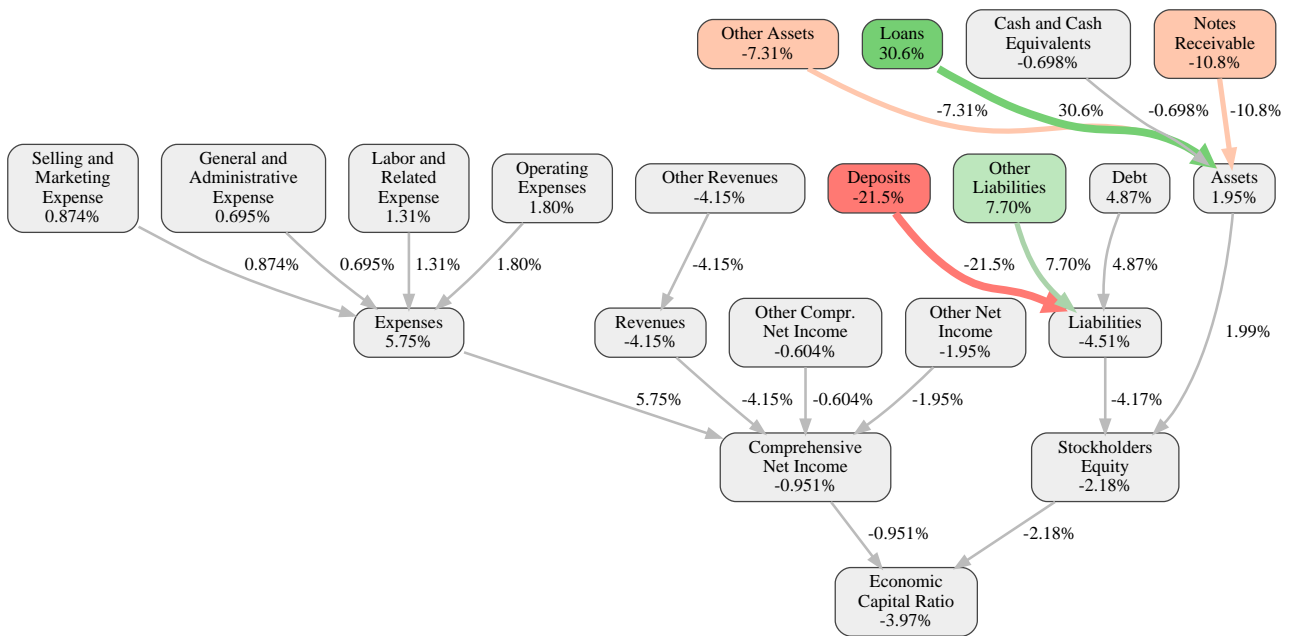 Other Assets
-7.31%
Loans
30.6%
Cash and Cash
Equivalents
-0.698%
Notes
Receivable
-10.8%
-7.31%
30.6%
-0.698%
-10.8%
Selling and
Marketing
Expense
0.874%
General and
Administrative
Expense
0.695%
Labor and
Related
Expense
1.31%
Operating
Expenses
1.80%
Other Revenues
-4.15%
Deposits
-21.5%
Other
Liabilities
7.70%
Debt
4.87%
Assets
1.95%
0.874%
0.695%
1.31%
1.80%
-4.15%
-21.5%
7.70%
4.87%
1.99%
Expenses
5.75%
Revenues
-4.15%
Other Compr.
Net Income
-0.604%
Other Net
Income
-1.95%
Liabilities
-4.51%
5.75%
-4.15%
-0.604%
-1.95%
-4.17%
Comprehensive
Net Income
-0.951%
Stockholders
Equity
-2.18%
-0.951%
-2.18%
Economic
Capital Ratio
-3.97%